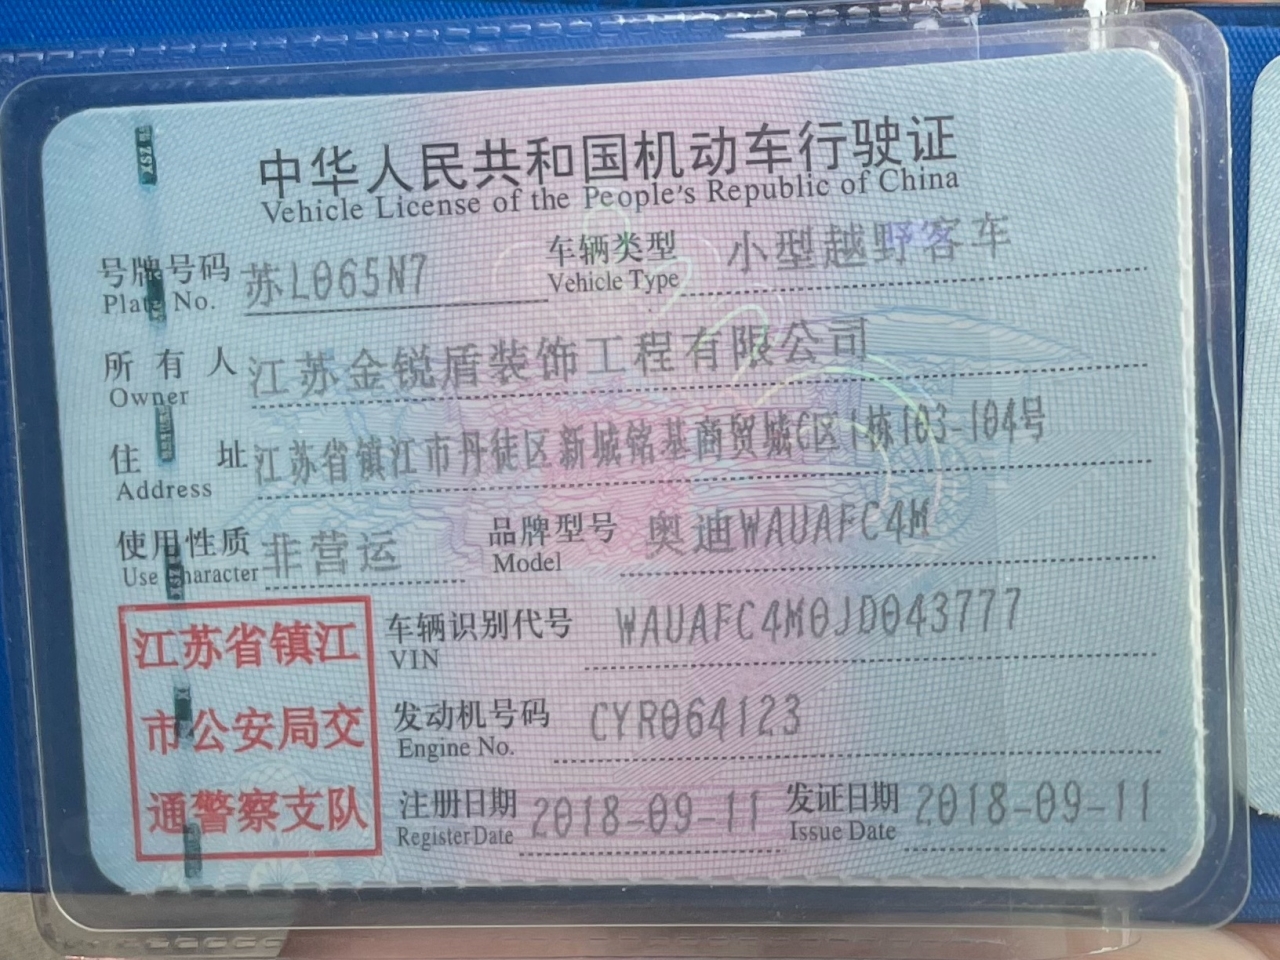 中华人民共和国机动车行驶证
Vehicle License of the People's Republic of China
号牌号码 苏L065N7 车辆类型 小型越野客车
Plate No. Vehicle Type
所有人 江苏金锐盾装饰工程有限公司
Owner
住址 江苏省镇江市丹徒区新城铭基商贸城C区1栋103-104号
Address
使用性质 非营运 品牌型号 奥迪WAUAFC4M
Use Character Model
江苏省镇江
市公安局交
通警察支队
车辆识别代号 WAUAFC4M0JD043777
VIN
发动机号码 CYR064123
Engine No.
注册日期 2018-09-11 发证日期 2018-09-11
Register Date Issue Date